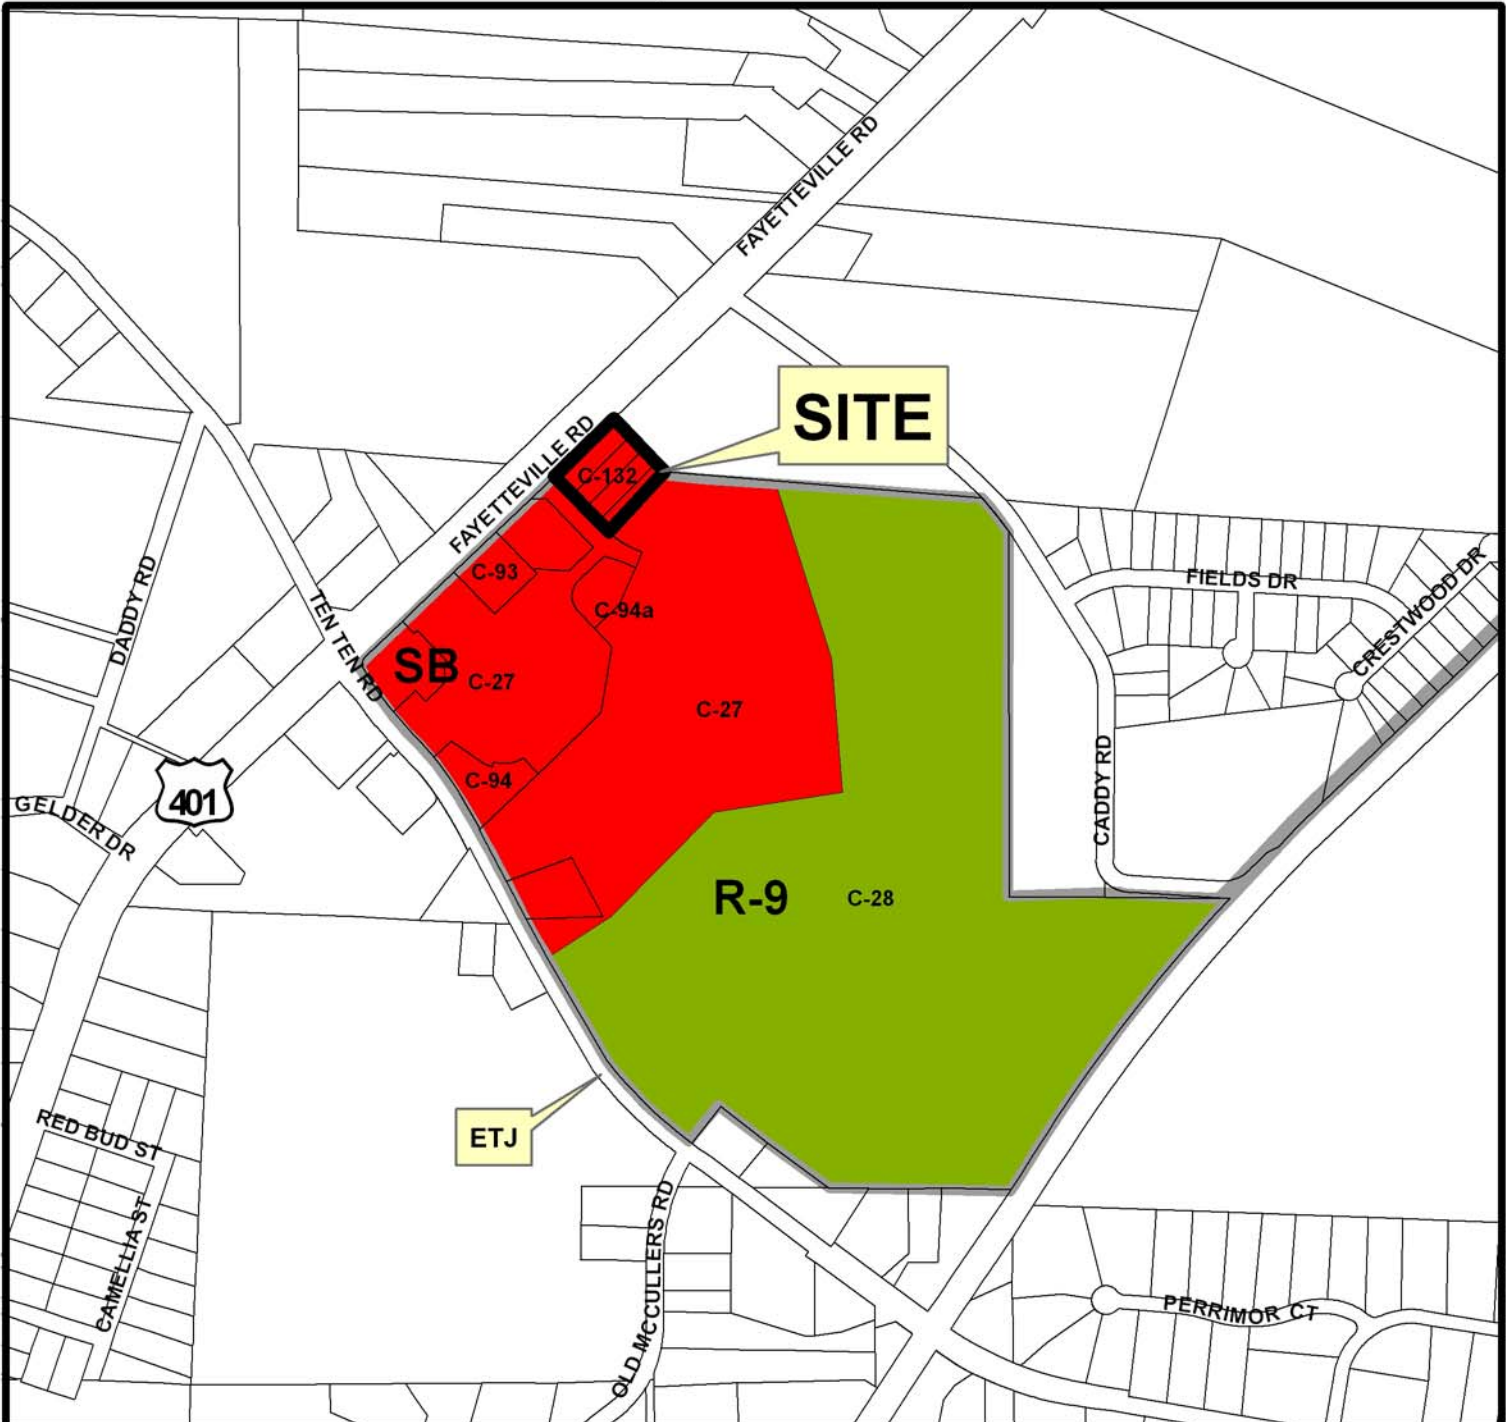 FAYETTEVILLE RD
SITE
FAYETTEVILLE RD
C-132
C-93
FIELDS DR
CRESTWOOD DR
DADDY RD
TEN TEN RD
C-94a
SB
C-27
C-27
C-94
401
GELDER DR
CADDY RD
R-9
C-28
ETJ
RED BUD ST
CAMELLIA ST
OLD MCCULLERS RD
PERRIMOR CT